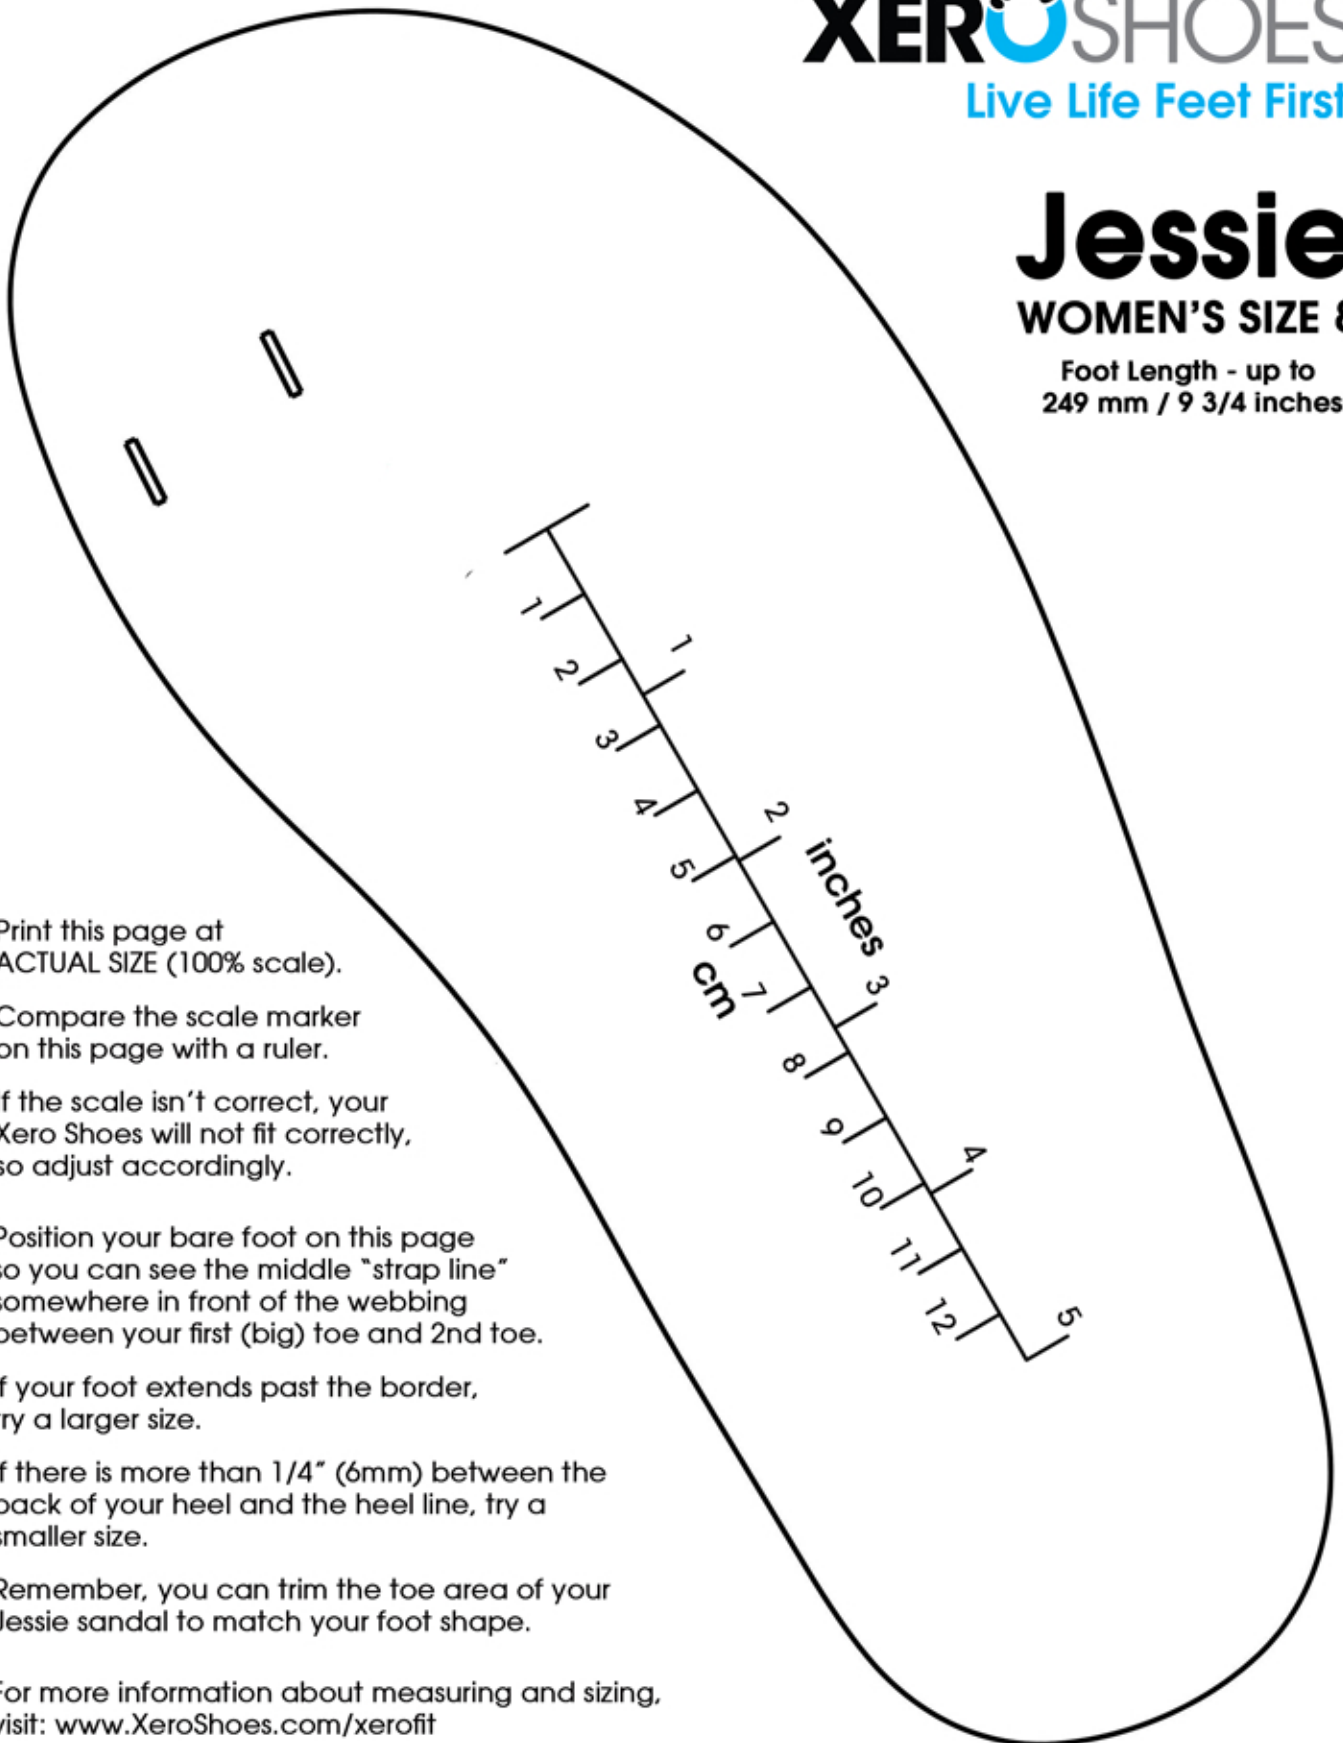 XEROSHOES
Live Life Feet First
Jessie
WOMEN'S SIZE 8
Foot Length - up to
249 mm / 9 3/4 inches
1
2
3
4
5
6
7
8
9
10
11
12
cm
1
2
3
4
5
inches
Print this page at
ACTUAL SIZE (100% scale).
Compare the scale marker
on this page with a ruler.
If the scale isn't correct, your
Xero Shoes will not fit correctly,
so adjust accordingly.
Position your bare foot on this page
so you can see the middle "strap line"
somewhere in front of the webbing
between your first (big) toe and 2nd toe.
If your foot extends past the border,
try a larger size.
If there is more than 1/4" (6mm) between the
back of your heel and the heel line, try a
smaller size.
Remember, you can trim the toe area of your
Jessie sandal to match your foot shape.
For more information about measuring and sizing,
visit: www.XeroShoes.com/xerofit